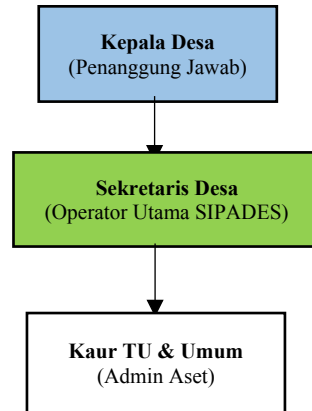 Kepala Desa
(Penanggung Jawab)
Sekretaris Desa
(Operator Utama SIPADES)
Kaur TU & Umum
(Admin Aset)